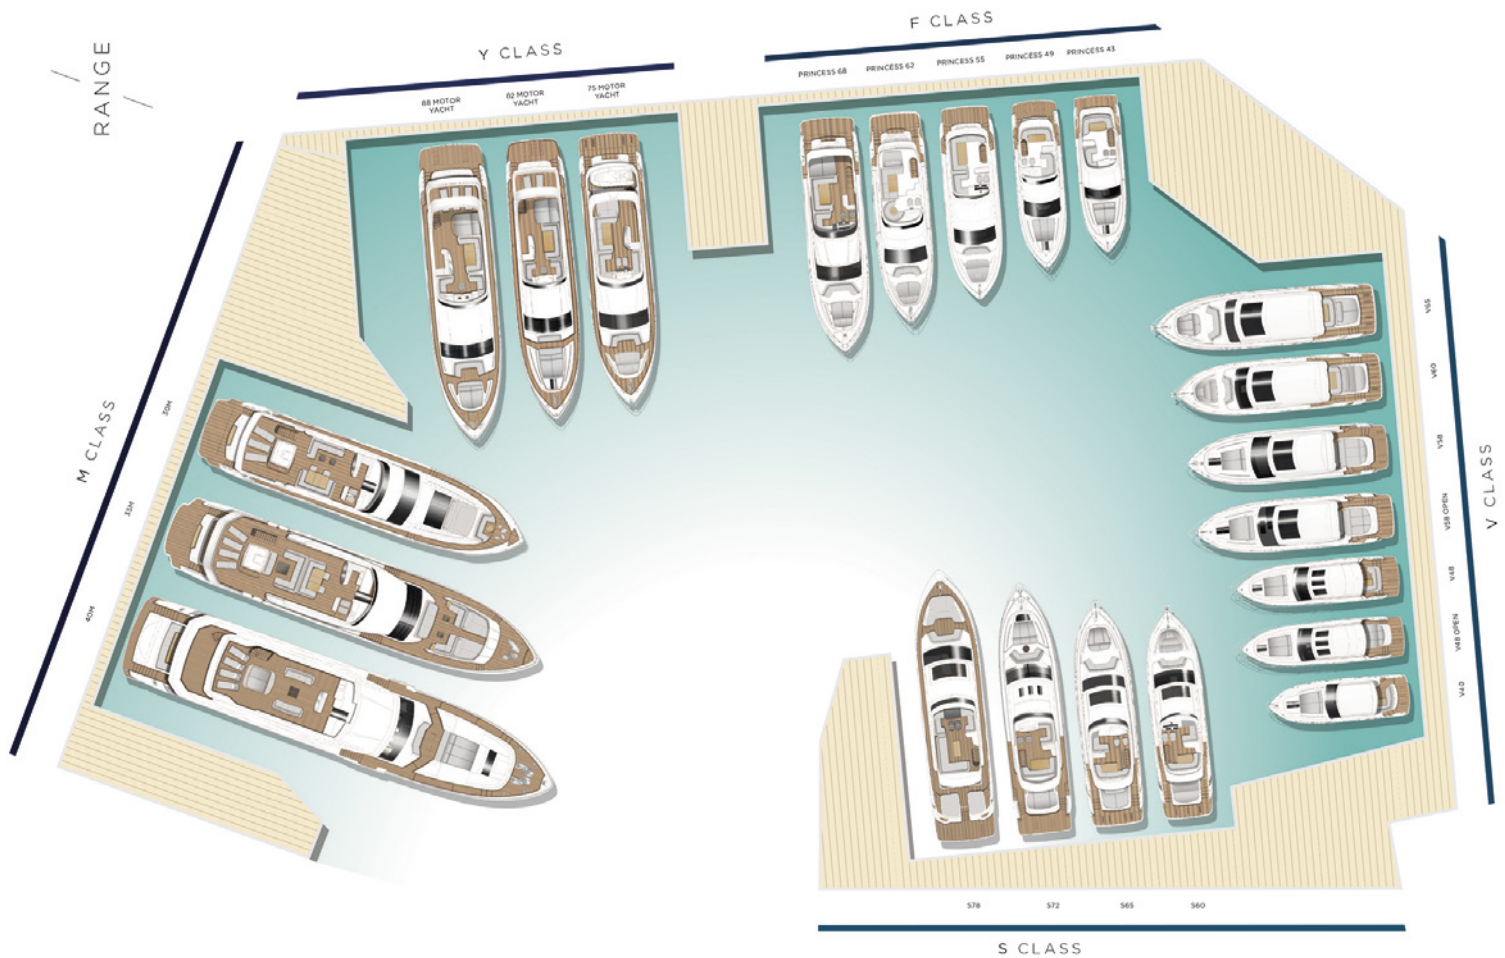 RANGE
Y CLASS
88 MOTOR
YACHT
82 MOTOR
YACHT
75 MOTOR
YACHT
F CLASS
PRINCESS 68
PRINCESS 62
PRINCESS 55
PRINCESS 49
PRINCESS 43
M CLASS
30M
35M
40M
V CLASS
V65
V60
V58
V58 OPEN
V48
V48 OPEN
V40
S78
S72
S65
S60
S CLASS